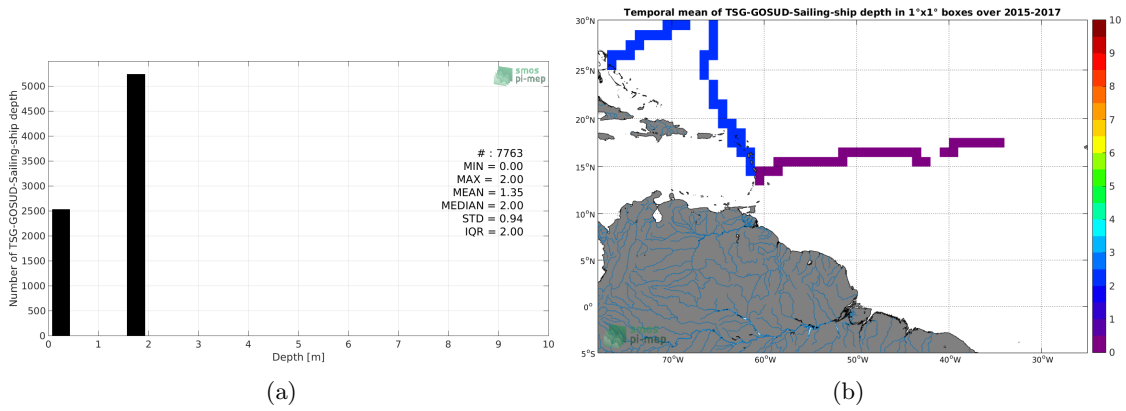 smos
pi-mep
Number of TSG-GOSUD-Sailing-ship depth
5000
4500
4000
3500
3000
2500
2000
1500
1000
500
0
# : 7763
MIN = 0.00
MAX = 2.00
MEAN = 1.35
MEDIAN = 2.00
STD = 0.94
IQR = 2.00
0 1 2 3 4 5 6 7 8 9 10
Depth [m]
(a)
Temporal mean of TSG-GOSUD-Sailing-ship depth in 1°x1° boxes over 2015-2017
30°N
25°N
20°N
15°N
10°N
5°N
0°
5°S
smos
pi-mep
70°W 60°W 50°W 40°W 30°W
10
9
8
7
6
5
4
3
2
1
0
(b)